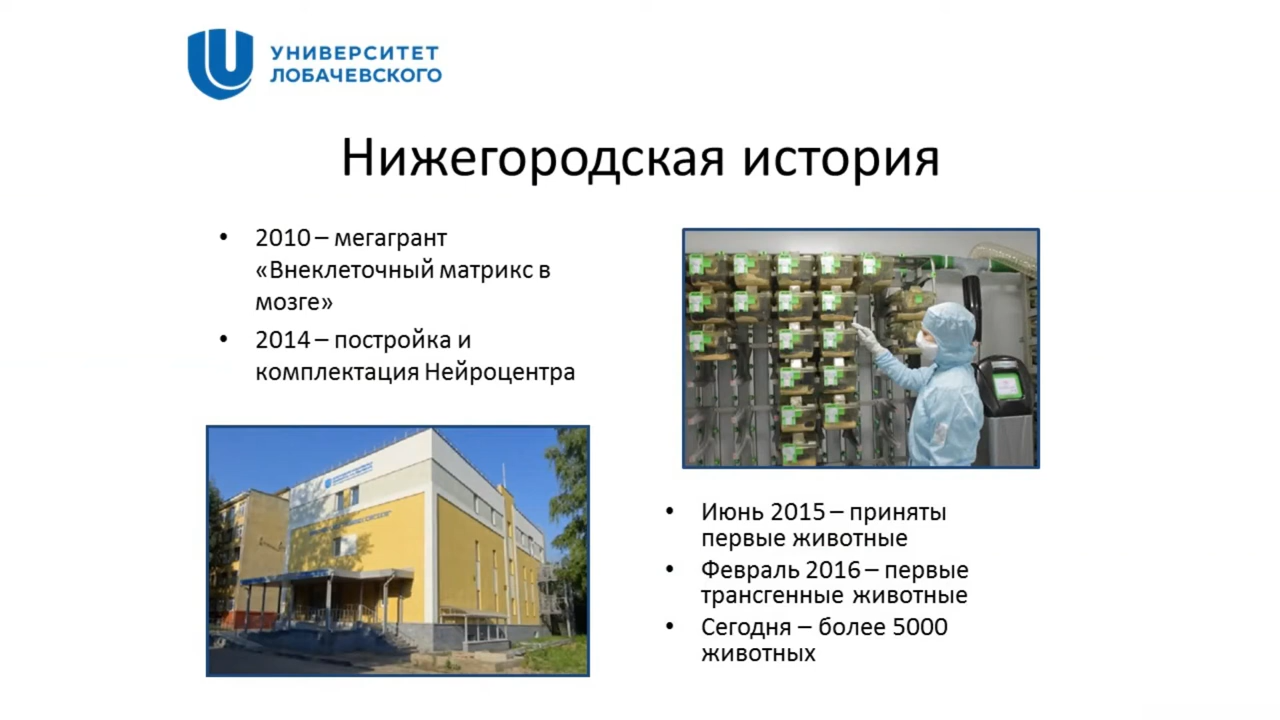 УНИВЕРСИТЕТ
ЛОБАЧЕВСКОГО
Нижегородская история
• 2010 – мегагрант
«Внеклеточный матрикс в
мозге»
• 2014 – постройка и
комплектация Нейроцентра
• Июнь 2015 – приняты
первые животные
• Февраль 2016 – первые
трансгенные животные
• Сегодня – более 5000
животных